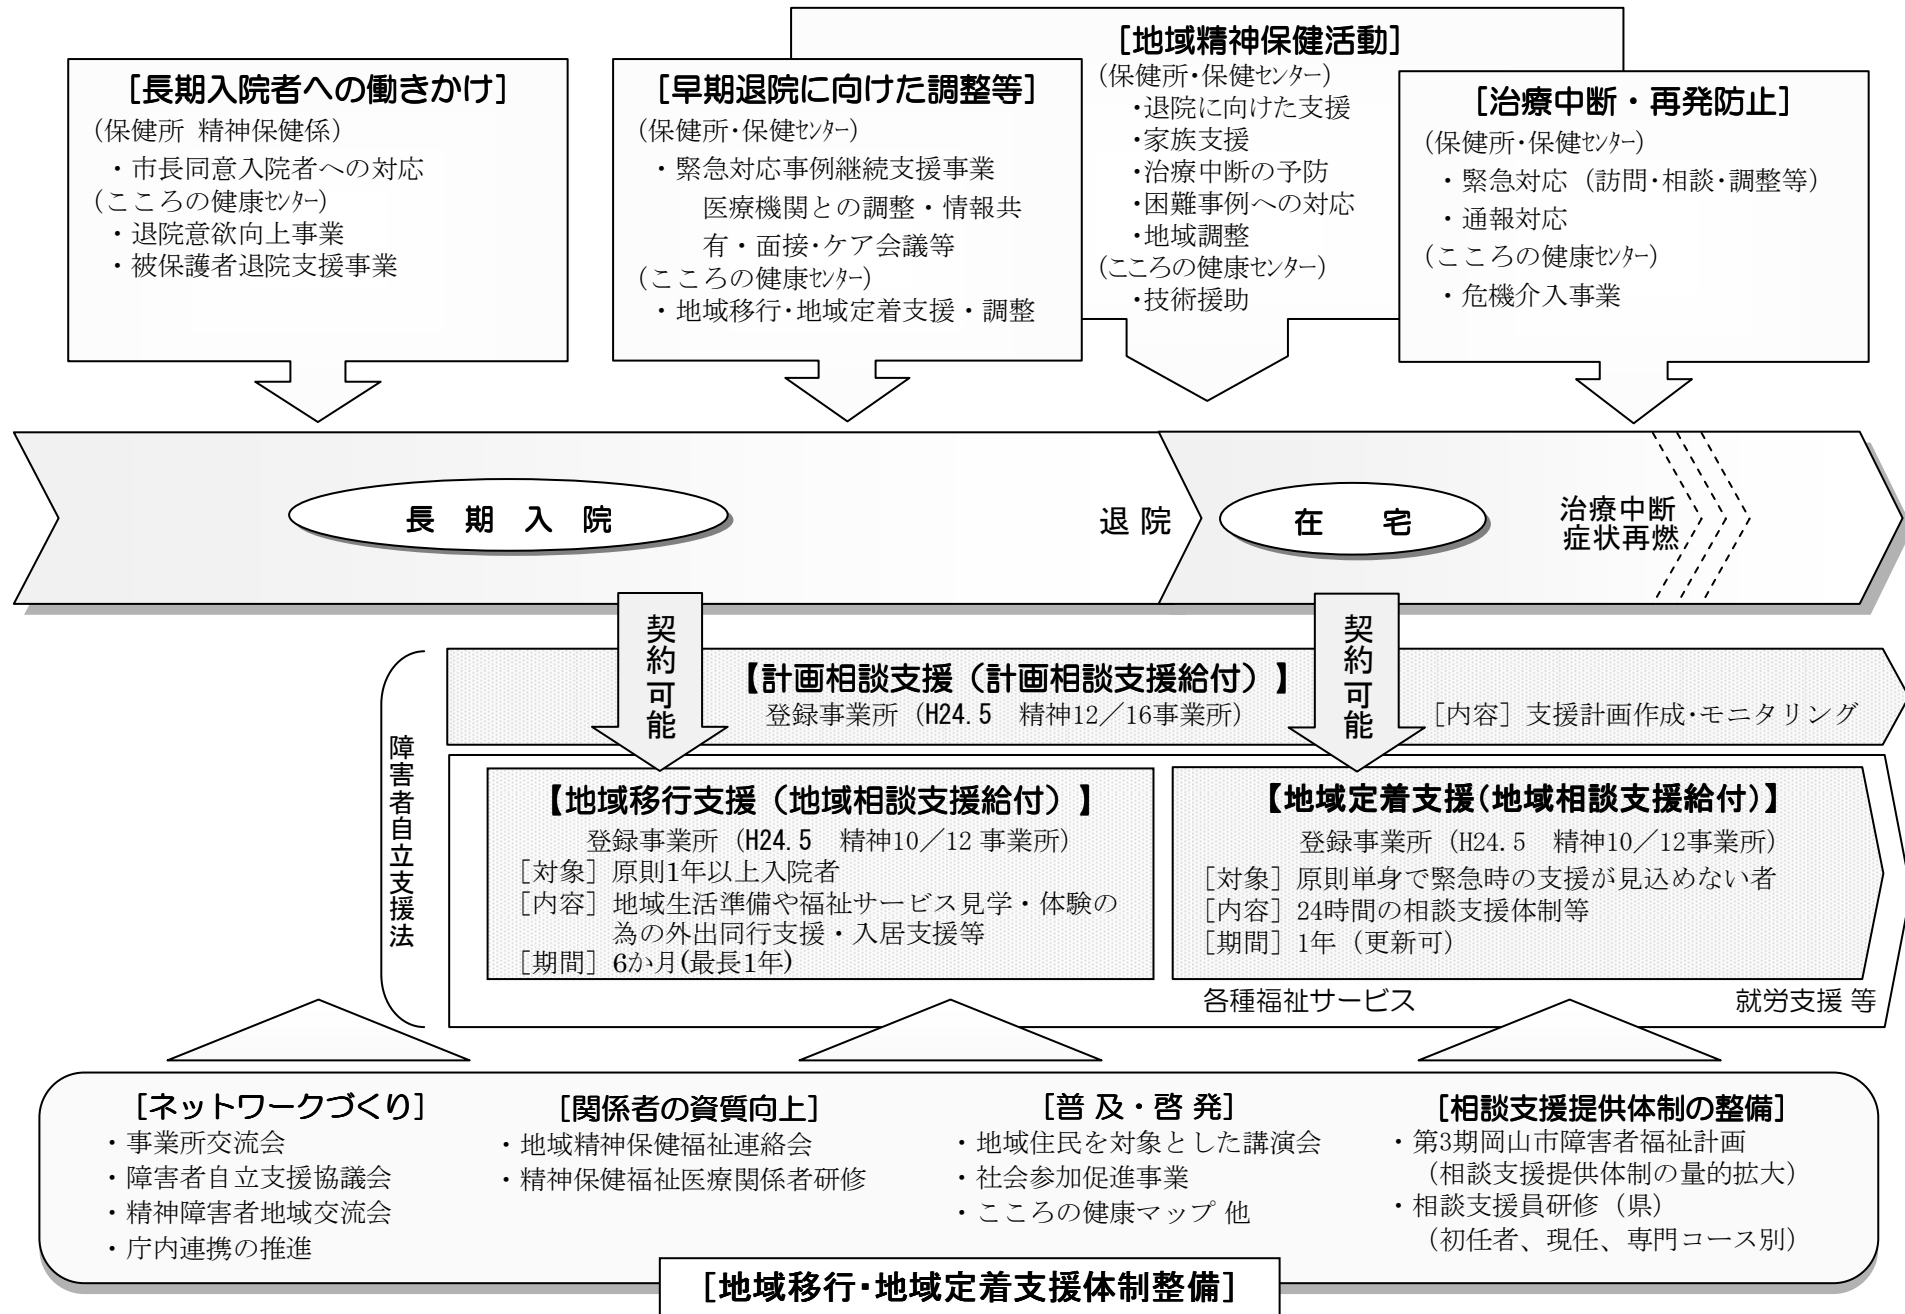 [長期入院者への働きかけ]
(保健所 精神保健係)
・市長同意入院者への対応
(こころの健康センター)
・退院意欲向上事業
・被保護者退院支援事業
[早期退院に向けた調整等]
(保健所・保健センター)
・緊急対応事例継続支援事業
医療機関との調整・情報共
有・面接・ケア会議等
(こころの健康センター)
・地域移行・地域定着支援・調整
[地域精神保健活動]
(保健所・保健センター)
・退院に向けた支援
・家族支援
・治療中断の予防
・困難事例への対応
・地域調整
(こころの健康センター)
・技術援助
[治療中断・再発防止]
(保健所・保健センター)
・緊急対応（訪問・相談・調整等）
・通報対応
(こころの健康センター)
・危機介入事業
長 期 入 院
退 院
在 宅
治療中断
症状再燃
契約可能
契約可能
障害者自立支援法
【計画相談支援（計画相談支援給付）】
登録事業所（H24.5 精神12／16事業所） ［内容］支援計画作成・モニタリング
【地域移行支援（地域相談支援給付）】
登録事業所（H24.5 精神10／12 事業所）
［対象］原則1年以上入院者
［内容］地域生活準備や福祉サービス見学・体験の
為の外出同行支援・入居支援等
［期間］6か月(最長1年)
【地域定着支援(地域相談支援給付)】
登録事業所（H24.5 精神10／12事業所）
［対象］原則単身で緊急時の支援が見込めない者
［内容］24時間の相談支援体制等
［期間］1年（更新可）
各種福祉サービス 就労支援 等
[ネットワークづくり]
・事業所交流会
・障害者自立支援協議会
・精神障害者地域交流会
・庁内連携の推進
[関係者の資質向上]
・地域精神保健福祉連絡会
・精神保健福祉医療関係者研修
[普 及・啓 発]
・地域住民を対象とした講演会
・社会参加促進事業
・こころの健康マップ 他
[相談支援提供体制の整備]
・第3期岡山市障害者福祉計画
（相談支援提供体制の量的拡大）
・相談支援員研修（県）
（初任者、現任、専門コース別）
[地域移行・地域定着支援体制整備]